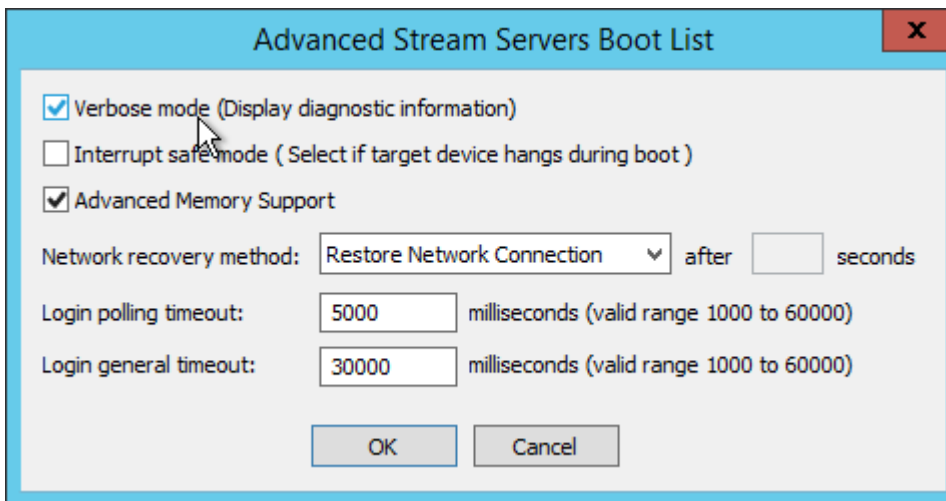 Advanced Stream Servers Boot List
x
Verbose mode (Display diagnostic information)
Interrupt safe mode ( Select if target device hangs during boot )
Advanced Memory Support
Network recovery method: Restore Network Connection after seconds
Login polling timeout: 5000 milliseconds (valid range 1000 to 60000)
Login general timeout: 30000 milliseconds (valid range 1000 to 60000)
OK Cancel